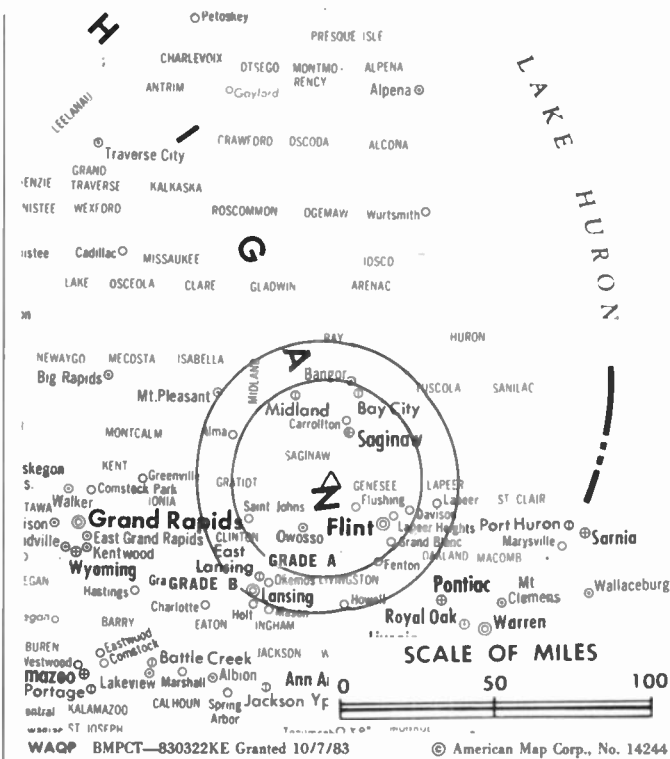 H
Petoskey
PRESQUE ISLE
CHARLEVOIX
OTSEGO MONTMO-RENCY ALPENA
ANTRIM
Gaylord
Alpena
LEELANAU
LAKE HURON
I
Traverse City
CRAWFORD OSCODA ALCONA
GRAND TRAVERSE
KALKASKA
WEXFORD
ROSCOMMON OGEMAW Wurtsmith
Cadillac
MISSAUKEE
G
IOSCO
LAKE OSCEOLA CLARE GLADWIN ARENAC
BAY
HURON
NEWAYGO MECOSTA ISABELLA
MIDLAND
A
Bangor
TUSCOLA SANILAC
Big Rapids
Mt. Pleasant
Midland Bay City
Carrollton
MONTCALM
Alma
Saginaw
SAGINAW
KENT
Greenville
GRATIOT
N
GENESEE
Lapeer
LAPEER
ST CLAIR
Walker
Comstock Park
IONIA
Saint Johns
Flushing
Davison
Grand Rapids
CLINTON
Owosso
Flint
Lapeer Heights
Port Huron
Sarnia
East Grand Rapids
Grand Blanc
Marysville
Kentwood
East Lansing
GRADE A
OAKLAND MACOMB
Wyoming
Fenton
GRADE B
Okemos LIVINGSTON
Pontiac
Mt Clemens
Wallaceburg
Hastings
Lansing
Charlotte
Holt
Mason
Howell
Royal Oak
Warren
BARRY
EATON INGHAM
Eastwood
Comstock
JACKSON
SCALE OF MILES
Westwood
Battle Creek
Albion
Portage
Lakeview Marshall
Jackson
0 50 100
KALAMAZOO
CALHOUN
Spring Arbor
ST JOSEPH
WAQP BMPCT—830322KE Granted 10/7/83 © American Map Corp., No. 14244